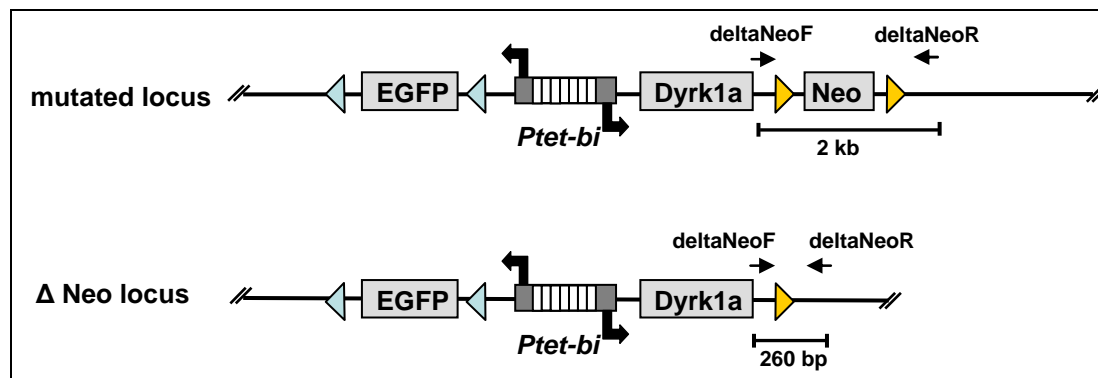 deltaNeoF deltaNeoR
mutated locus EGFP Dyrk1a Neo
Ptet-bi
2 kb
deltaNeoF deltaNeoR
Δ Neo locus EGFP Dyrk1a
Ptet-bi
260 bp